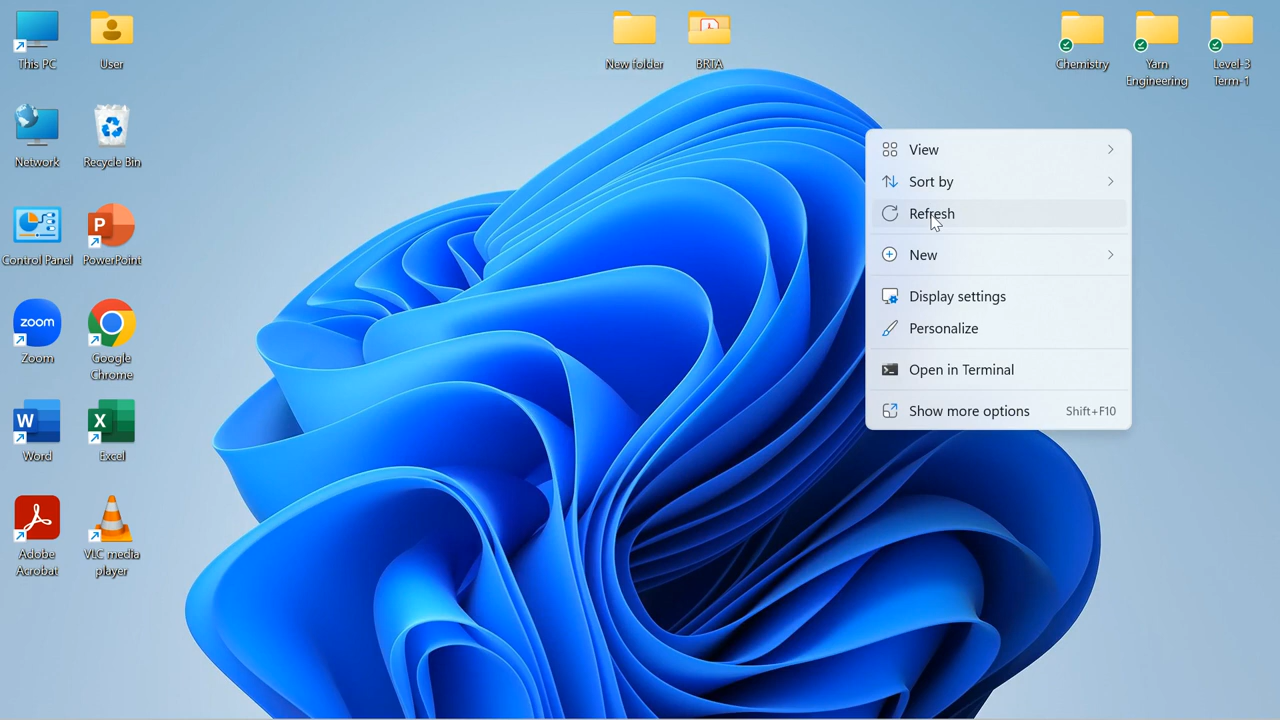 This PC
User
New folder
BRTA
Chemistry
Yarn
Engineering
Level-3
Term-1
Network
Recycle Bin
Control Panel
P
PowerPoint
zoom
Zoom
Google
Chrome
W
Word
X
Excel
Adobe
Acrobat
VLC media
player
View
Sort by
Refresh
New
Display settings
Personalize
Open in Terminal
Show more options Shift+F10